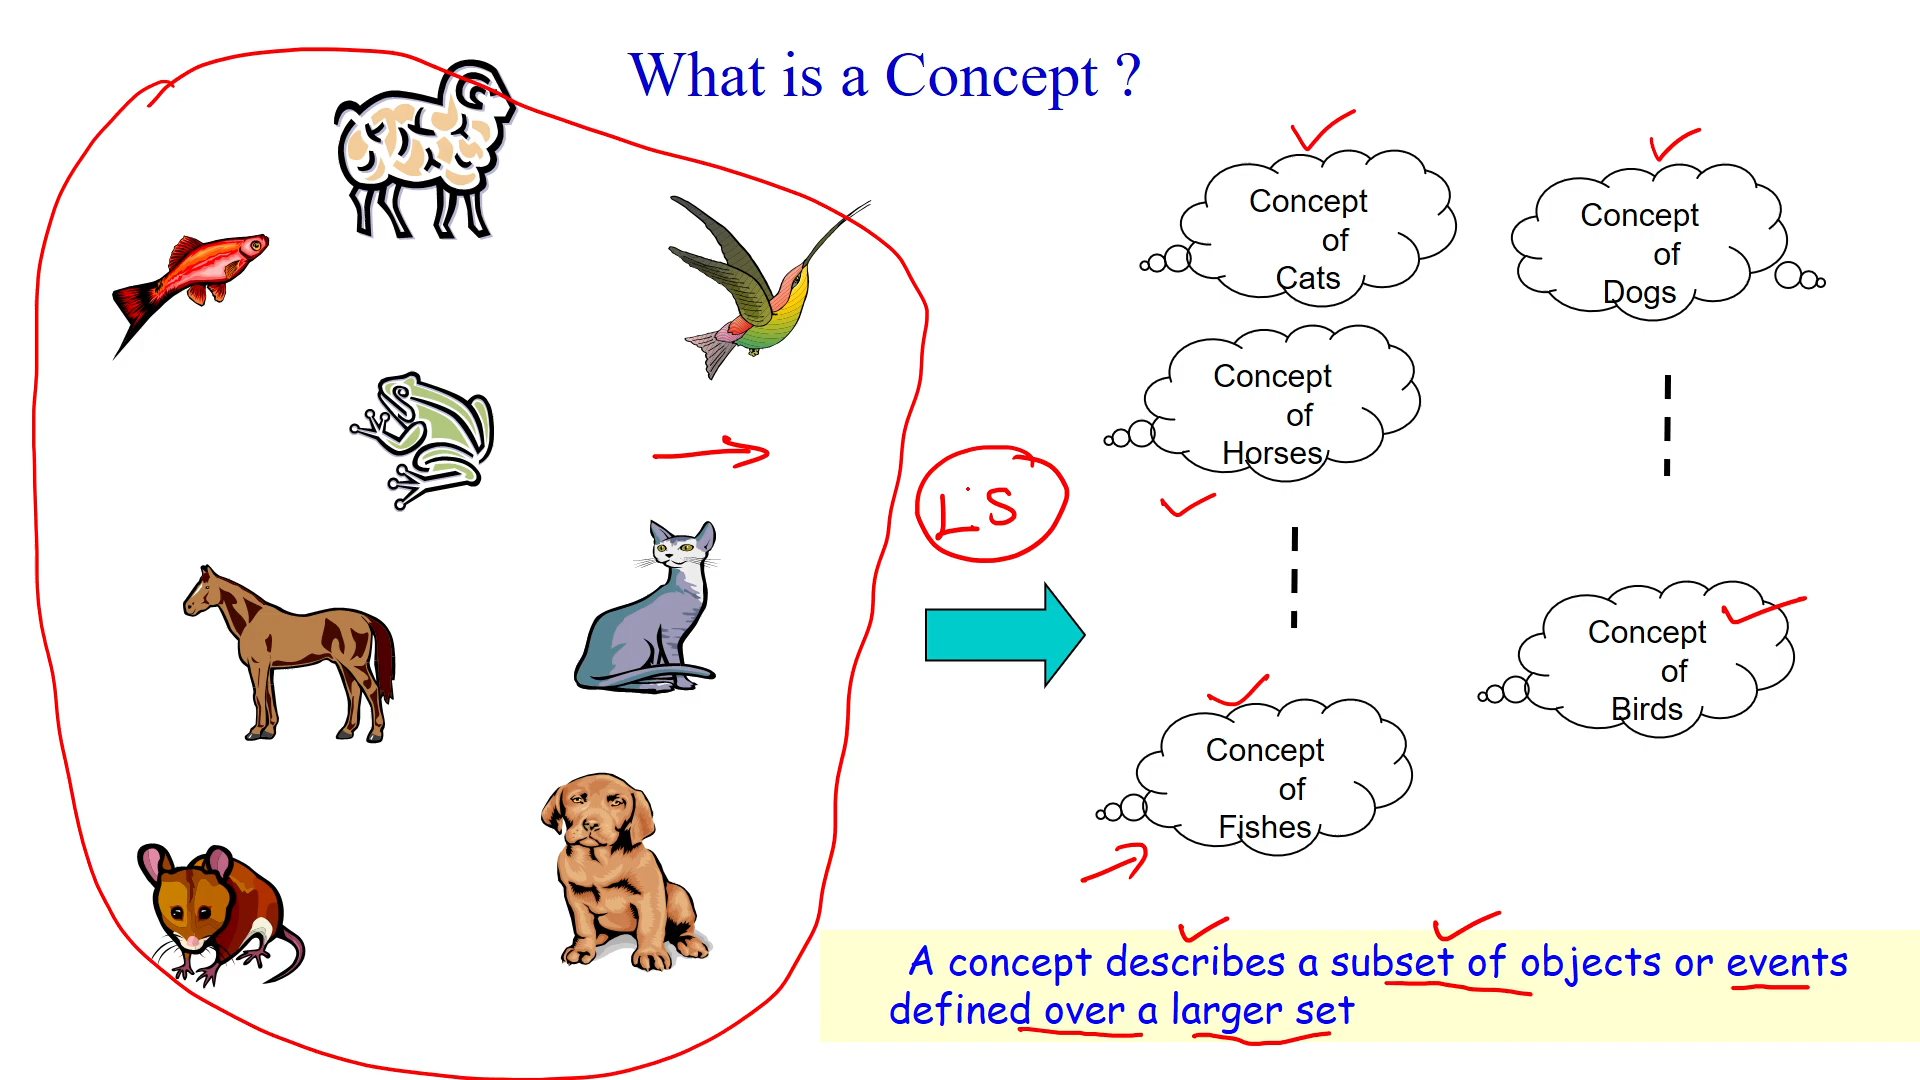 What is a Concept ?
Concept
of
Cats
Concept
of
Dogs
Concept
of
Horses
LS
Concept
of
Birds
Concept
of
Fishes
A concept describes a subset of objects or events
defined over a larger set